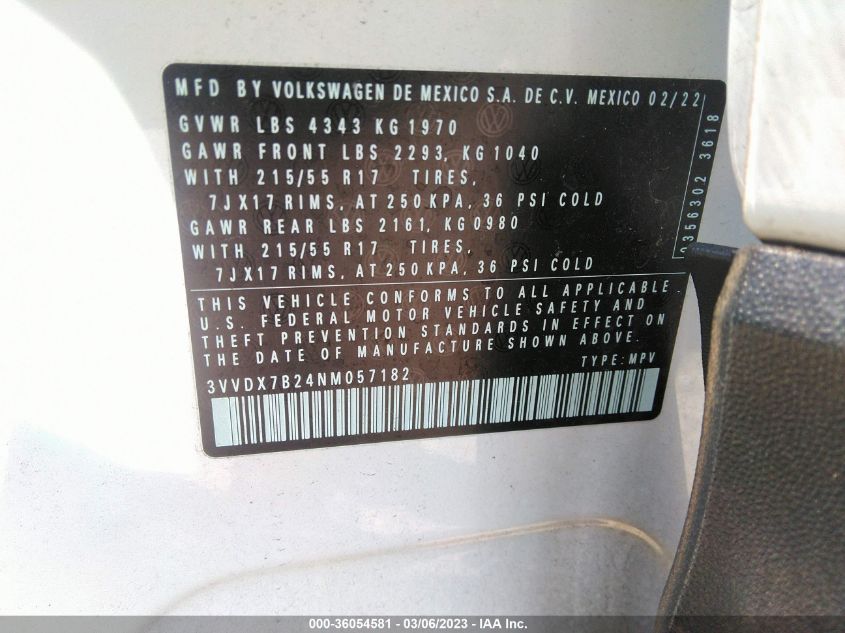 MFD BY VOLKSWAGEN DE MEXICO S.A. DE C.V. MEXICO 02/22
GVWR LBS 4343 KG 1970
GAWR FRONT LBS 2293, KG 1040
WITH 215/55 R17 TIRES,
7JX17 RIMS, AT 250 KPA, 36 PSI COLD
GAWR REAR LBS 2161, KG 0980
WITH 215/55 R17 TIRES,
7JX17 RIMS, AT 250 KPA, 36 PSI COLD
3618
THIS VEHICLE CONFORMS TO ALL APPLICABLE
U.S. FEDERAL MOTOR VEHICLE SAFETY AND
THEFT PREVENTION STANDARDS IN EFFECT ON
THE DATE OF MANUFACTURE SHOWN ABOVE.
TYPE: MPV
3VVDX7B24NM057182
000-36054581 - 03/06/2023 - IAA Inc.